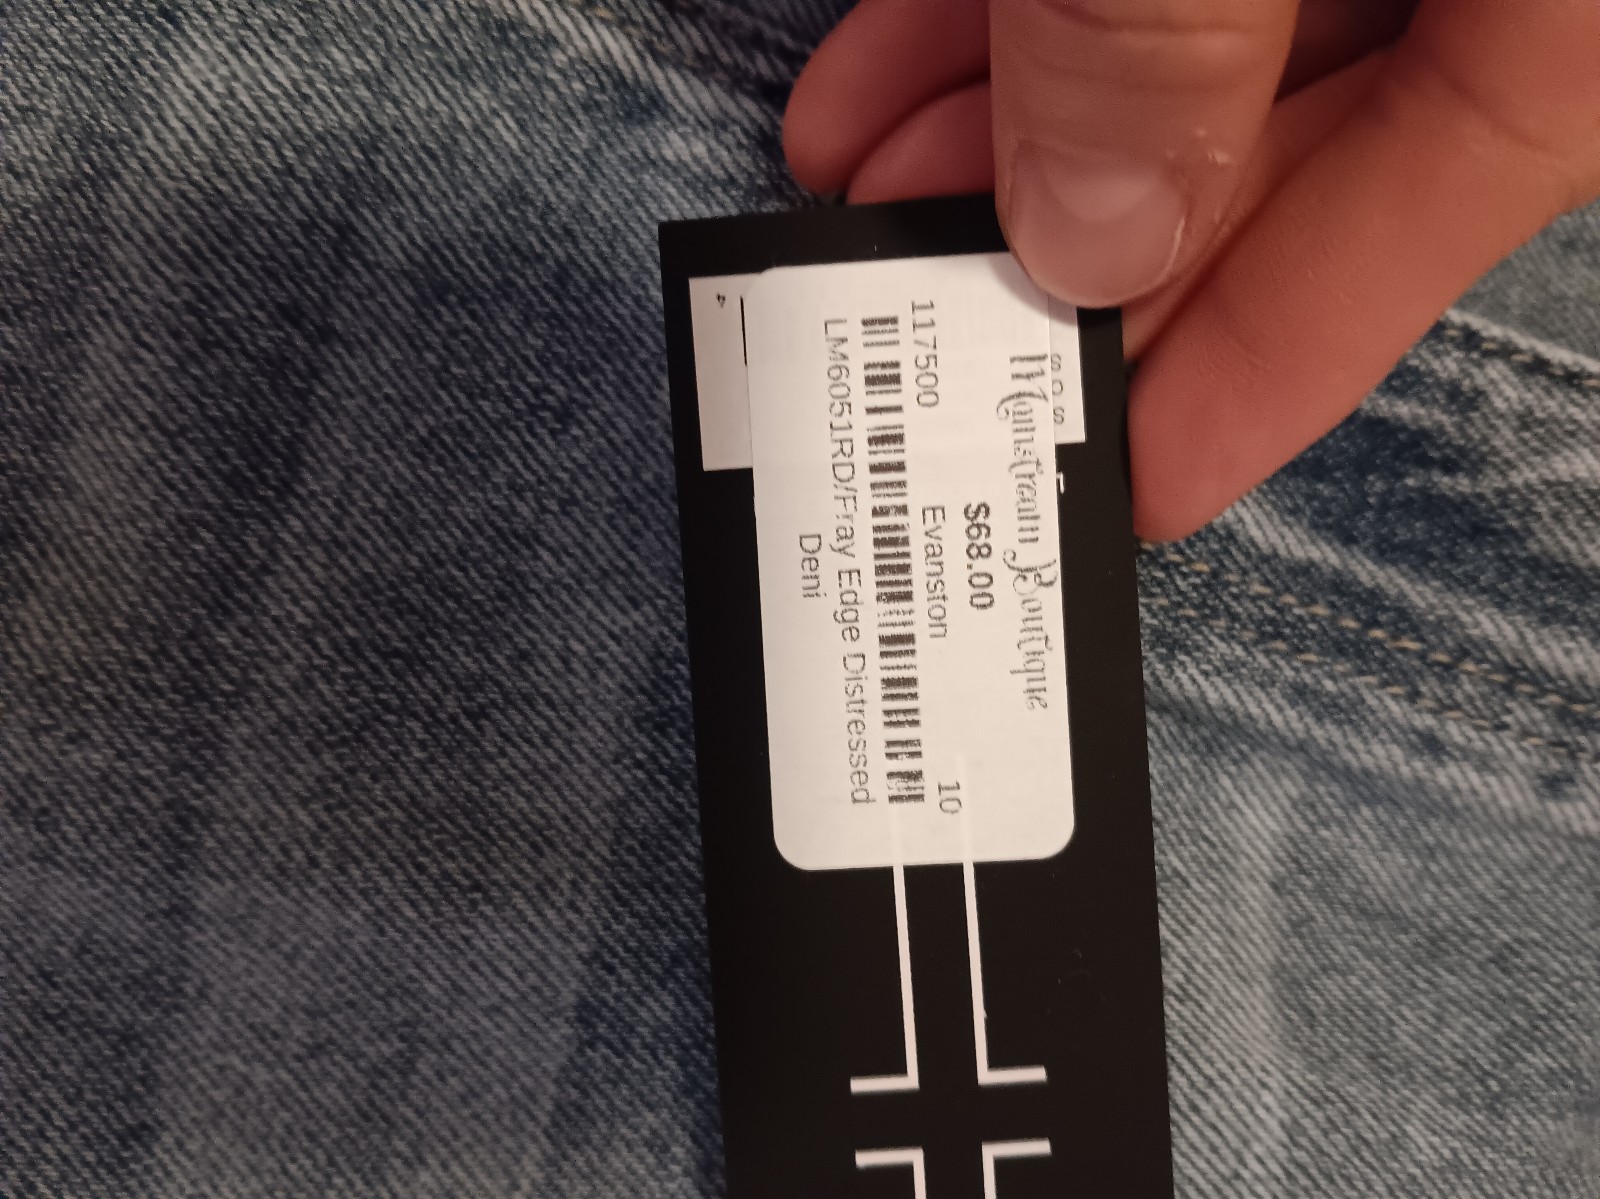 Mainstream Boutique
$68.00
117500 Evanston 10
LM6051RD/Fray Edge Distressed
Deni